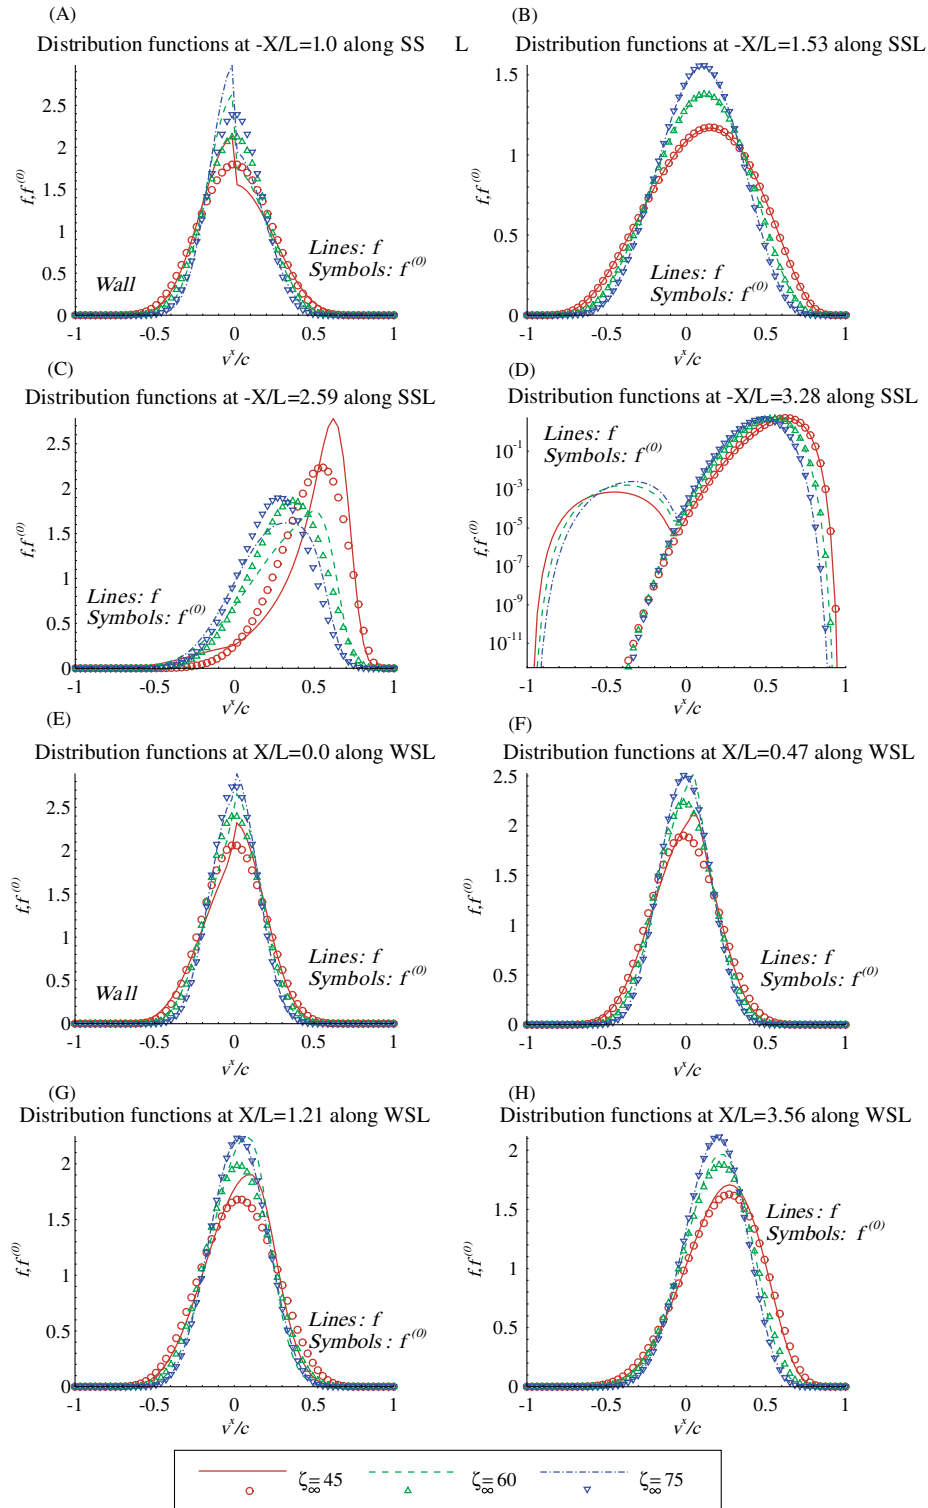 (A)
Distribution functions at -X/L=1.0 along SS L
2.5
2
1.5
1
0.5
0
f,f^(0)
Wall
Lines: f
Symbols: f^(0)
-1 -0.5 0 0.5 1
v^x/c
(B)
Distribution functions at -X/L=1.53 along SSL
1.5
1
0.5
0
f,f^(0)
Lines: f
Symbols: f^(0)
-1 -0.5 0 0.5 1
v^x/c
(C)
Distribution functions at -X/L=2.59 along SSL
2.5
2
1.5
1
0.5
0
f,f^(0)
Lines: f
Symbols: f^(0)
-1 -0.5 0 0.5 1
v^x/c
(D)
Distribution functions at -X/L=3.28 along SSL
10^-1
10^-3
10^-5
10^-7
10^-9
10^-11
f,f^(0)
Lines: f
Symbols: f^(0)
-1 -0.5 0 0.5 1
v^x/c
(E)
Distribution functions at X/L=0.0 along WSL
2.5
2
1.5
1
0.5
0
f,f^(0)
Wall
Lines: f
Symbols: f^(0)
-1 -0.5 0 0.5 1
v^x/c
(F)
Distribution functions at X/L=0.47 along WSL
2.5
2
1.5
1
0.5
0
f,f^(0)
Lines: f
Symbols: f^(0)
-1 -0.5 0 0.5 1
v^x/c
(G)
Distribution functions at X/L=1.21 along WSL
2
1.5
1
0.5
0
f,f^(0)
Lines: f
Symbols: f^(0)
-1 -0.5 0 0.5 1
v^x/c
(H)
Distribution functions at X/L=3.56 along WSL
2
1.5
1
0.5
0
f,f^(0)
Lines: f
Symbols: f^(0)
-1 -0.5 0 0.5 1
v^x/c
ζ∞=45 ζ∞=60 ζ∞=75